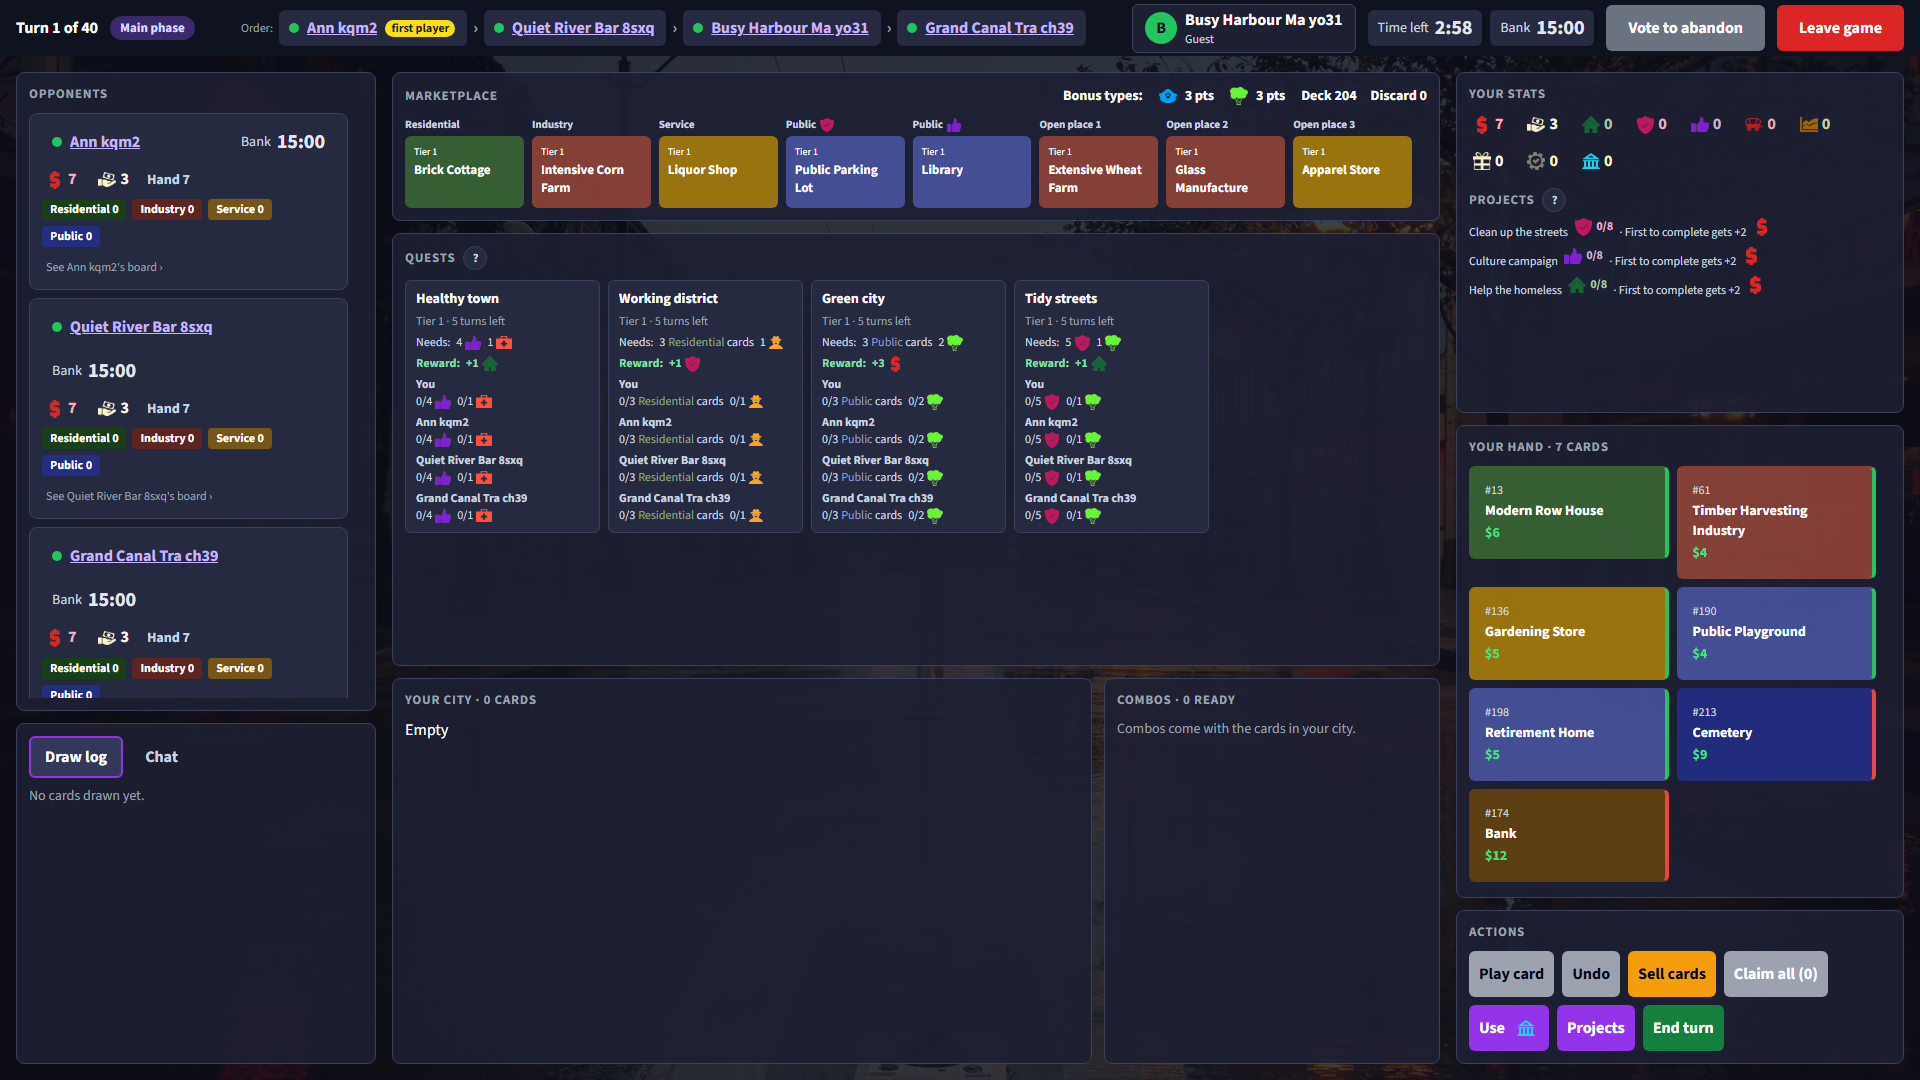 Turn 1 of 40
Main phase
Order:
Ann kqm2 first player
›
Quiet River Bar 8sxq
›
Busy Harbour Ma yo31
›
Grand Canal Tra ch39
B
Busy Harbour Ma yo31
Guest
Time left 2:58
Bank 15:00
Vote to abandon
Leave game
OPPONENTS
Ann kqm2
Bank 15:00
7 3 Hand 7
Residential 0 Industry 0 Service 0
Public 0
See Ann kqm2's board ›
Quiet River Bar 8sxq
Bank 15:00
7 3 Hand 7
Residential 0 Industry 0 Service 0
Public 0
See Quiet River Bar 8sxq's board ›
Grand Canal Tra ch39
Bank 15:00
7 3 Hand 7
Residential 0 Industry 0 Service 0
Public 0
Draw log
Chat
No cards drawn yet.
MARKETPLACE
Bonus types: 3 pts 3 pts Deck 204 Discard 0
Residential
Tier 1
Brick Cottage
Industry
Tier 1
Intensive Corn
Farm
Service
Tier 1
Liquor Shop
Public
Tier 1
Public Parking
Lot
Public
Tier 1
Library
Open place 1
Tier 1
Extensive Wheat
Farm
Open place 2
Tier 1
Glass
Manufacture
Open place 3
Tier 1
Apparel Store
QUESTS ?
Healthy town
Tier 1 · 5 turns left
Needs: 4 1
Reward: +1
You
0/4 0/1
Ann kqm2
0/4 0/1
Quiet River Bar 8sxq
0/4 0/1
Grand Canal Tra ch39
0/4 0/1
Working district
Tier 1 · 5 turns left
Needs: 3 Residential cards 1
Reward: +1
You
0/3 Residential cards 0/1
Ann kqm2
0/3 Residential cards 0/1
Quiet River Bar 8sxq
0/3 Residential cards 0/1
Grand Canal Tra ch39
0/3 Residential cards 0/1
Green city
Tier 1 · 5 turns left
Needs: 3 Public cards 2
Reward: +3
You
0/3 Public cards 0/2
Ann kqm2
0/3 Public cards 0/2
Quiet River Bar 8sxq
0/3 Public cards 0/2
Grand Canal Tra ch39
0/3 Public cards 0/2
Tidy streets
Tier 1 · 5 turns left
Needs: 5 1
Reward: +1
You
0/5 0/1
Ann kqm2
0/5 0/1
Quiet River Bar 8sxq
0/5 0/1
Grand Canal Tra ch39
0/5 0/1
YOUR CITY · 0 CARDS
Empty
COMBOS · 0 READY
Combos come with the cards in your city.
YOUR STATS
7 3 0 0 0 0 0
0 0 0
PROJECTS ?
Clean up the streets 0/8 · First to complete gets +2
Culture campaign 0/8 · First to complete gets +2
Help the homeless 0/8 · First to complete gets +2
YOUR HAND · 7 CARDS
#13
Modern Row House
$6
#61
Timber Harvesting
Industry
$4
#136
Gardening Store
$5
#190
Public Playground
$4
#198
Retirement Home
$5
#213
Cemetery
$9
#174
Bank
$12
ACTIONS
Play card
Undo
Sell cards
Claim all (0)
Use
Projects
End turn